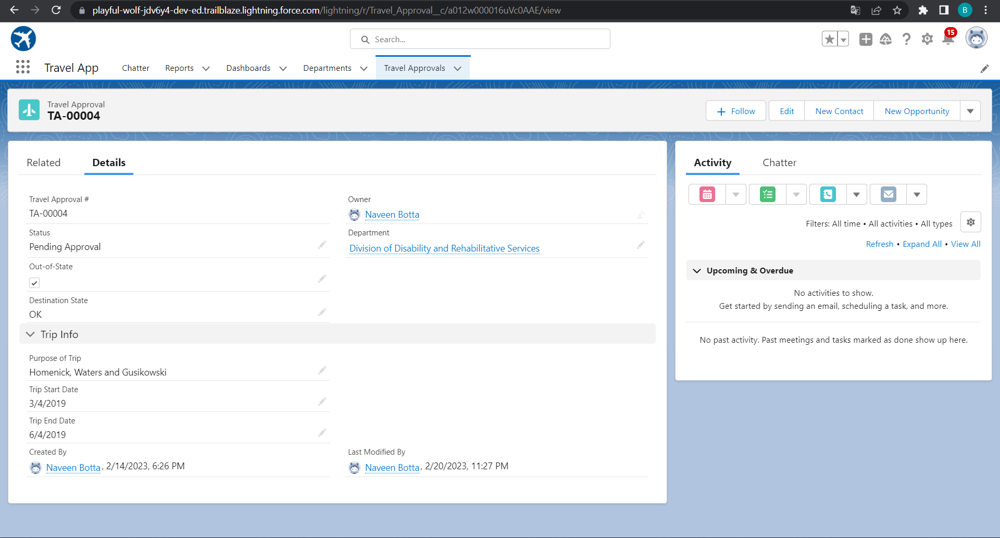 playful-wolf-jdv6y4-dev-ed.trailblaze.lightning.force.com/lightning/r/Travel_Approval__c/a012w000016uVc0AAE/view
B
Search...
15
Travel App
Chatter
Reports
Dashboards
Departments
Travel Approvals
Travel Approval
TA-00004
Follow
Edit
New Contact
New Opportunity
Related
Details
Travel Approval #
TA-00004
Owner
Naveen Botta
Status
Pending Approval
Department
Division of Disability and Rehabilitative Services
Out-of-State
Destination State
OK
Trip Info
Purpose of Trip
Homenick, Waters and Gusikowski
Trip Start Date
3/4/2019
Trip End Date
6/4/2019
Created By
Naveen Botta, 2/14/2023, 6:26 PM
Last Modified By
Naveen Botta, 2/20/2023, 11:27 PM
Activity
Chatter
Filters: All time • All activities • All types
Refresh • Expand All • View All
Upcoming & Overdue
No activities to show.
Get started by sending an email, scheduling a task, and more.
No past activity. Past meetings and tasks marked as done show up here.